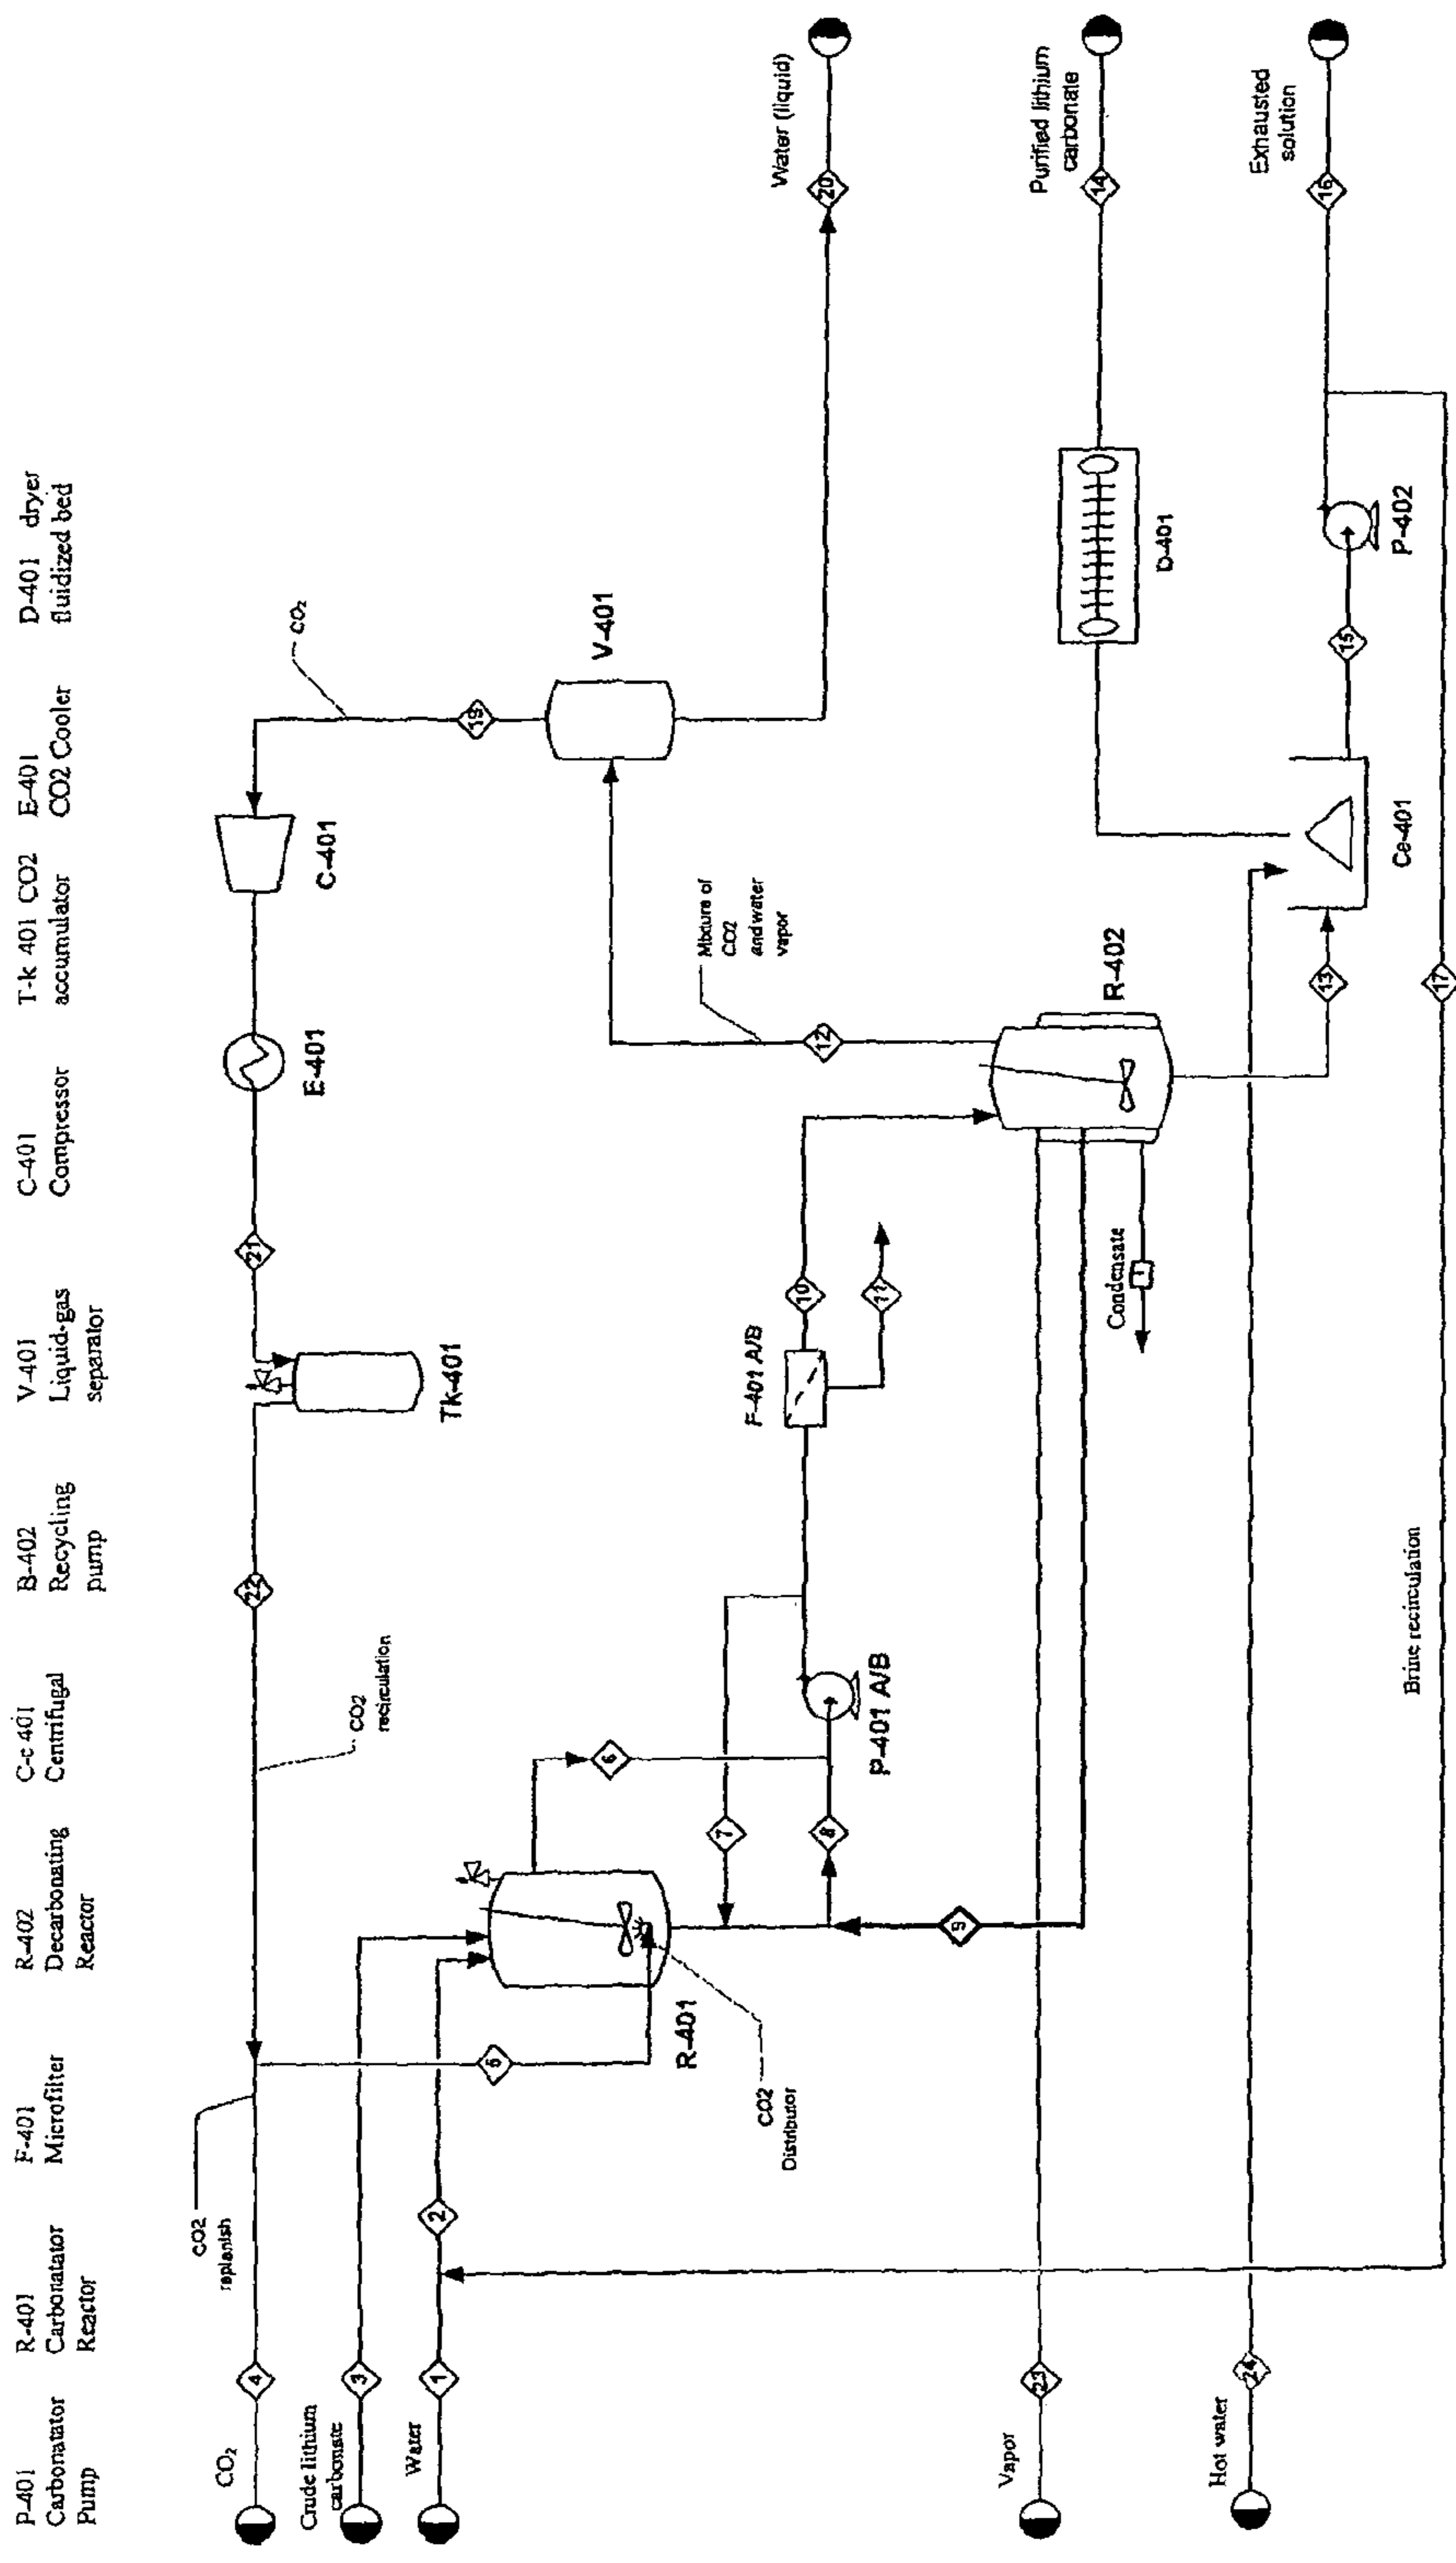 P-401
Carbonatator
Pump
R-401
Carbonatator
Reactor
F-401
Microfilter
R-402
Decarbonating
Reactor
C-c 401
Centrifugal
B-402
Recycling
pump
V-401
Liquid-gas
separator
C-401
Compressor
T-k 401 CO2
accumulator
E-401
CO2 Cooler
D-401 dryer
fluidized bed
CO₂
4
CO2
replenish
CO2
recirculation
22
TK-401
21
E-401
C-401
CO₂
19
V-401
Crude lithium
carbonate
3
Water
1
2
5
R-401
CO2
Distributor
6
7
8
9
P-401 A/B
F-401 A/B
10
11
Condensate
R-402
12
Mixture of
CO2
and water
vapor
13
Water (liquid)
20
Purified lithium
carbonate
14
D-401
Exhausted
solution
16
P-402
15
Ce-401
Vapor
23
Hot water
24
Brine recirculation
17